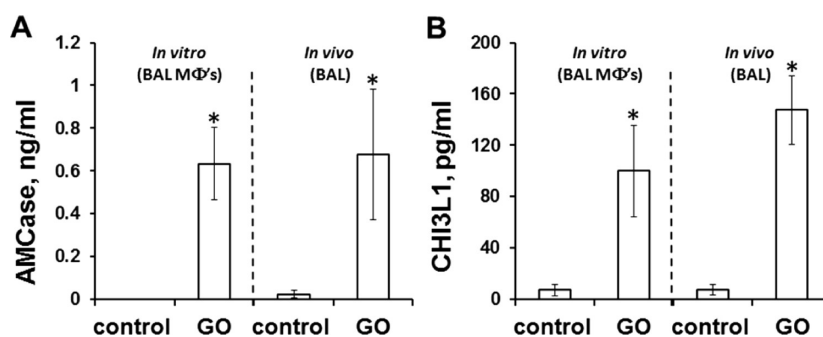 A
AMCase, ng/ml
1.2
1
0.8
0.6
0.4
0.2
0
In vitro
(BAL MΦ's)
In vivo
(BAL)
*
*
control GO control GO
B
CHI3L1, pg/ml
200
160
120
80
40
0
In vitro
(BAL MΦ's)
In vivo
(BAL)
*
*
control GO control GO